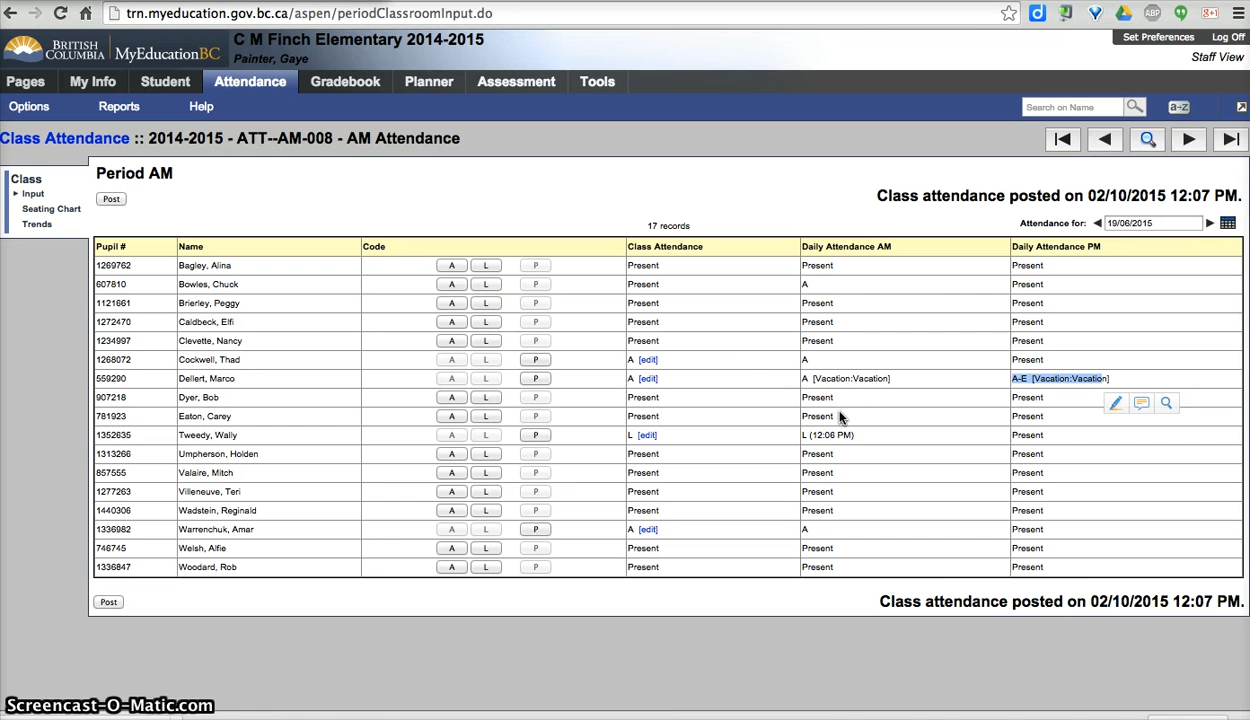 trn.myeducation.gov.bc.ca/aspen/periodClassroomInput.do
BRITISH COLUMBIA MyEducationBC
C M Finch Elementary 2014-2015
Painter, Gaye
Set Preferences Log Off
Staff View
Pages My Info Student Attendance Gradebook Planner Assessment Tools
Options Reports Help Search on Name a-z
Class Attendance :: 2014-2015 - ATT--AM-008 - AM Attendance
Class
Input
Seating Chart
Trends
Period AM
Post
Class attendance posted on 02/10/2015 12:07 PM.
17 records Attendance for: 19/06/2015
Pupil # Name Code Class Attendance Daily Attendance AM Daily Attendance PM
1269762 Bagley, Alina A L P Present Present Present
607810 Bowles, Chuck A L P Present A Present
1121661 Brierley, Peggy A L P Present Present Present
1272470 Caldbeck, Elfi A L P Present Present Present
1234997 Clevette, Nancy A L P Present Present Present
1268072 Cockwell, Thad A L P A [edit] A Present
559290 Dellert, Marco A L P A [edit] A [Vacation:Vacation] A-E [Vacation:Vacation]
907218 Dyer, Bob A L P Present Present Present
781923 Eaton, Carey A L P Present Present Present
1352635 Tweedy, Wally A L P L [edit] L (12:06 PM) Present
1313266 Umpherson, Holden A L P Present Present Present
857555 Valaire, Mitch A L P Present Present Present
1277263 Villeneuve, Teri A L P Present Present Present
1440306 Wadstein, Reginald A L P Present Present Present
1336982 Warrenchuk, Amar A L P A [edit] A Present
746745 Welsh, Alfie A L P Present Present Present
1336847 Woodard, Rob A L P Present Present Present
Post
Class attendance posted on 02/10/2015 12:07 PM.
Screencast-O-Matic.com